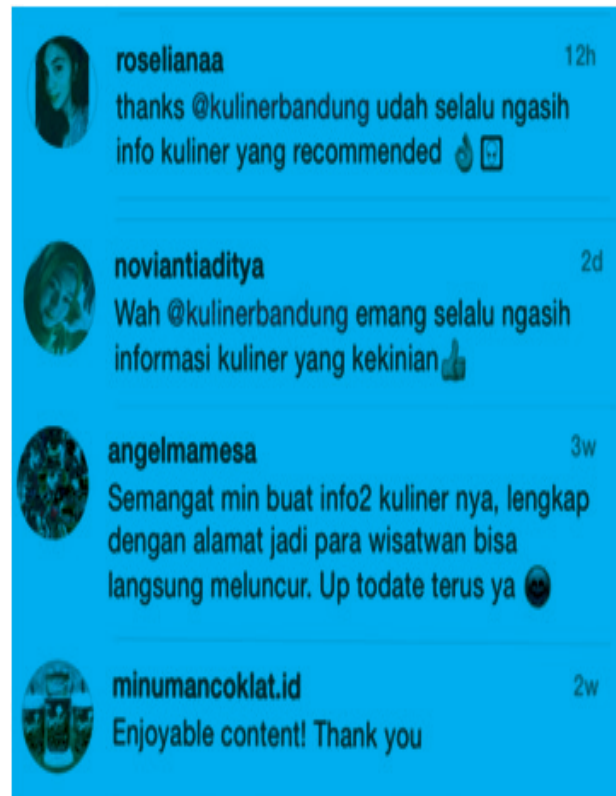 roselianaa 12h
thanks @kulinerbandung udah selalu ngasih
info kuliner yang recommended 👌
noviantiaditya 2d
Wah @kulinerbandung emang selalu ngasih
informasi kuliner yang kekinian👍
angelmamesa 3w
Semangat min buat info2 kuliner nya, lengkap
dengan alamat jadi para wisatwan bisa
langsung meluncur. Up todate terus ya 😊
minumancoklat.id 2w
Enjoyable content! Thank you